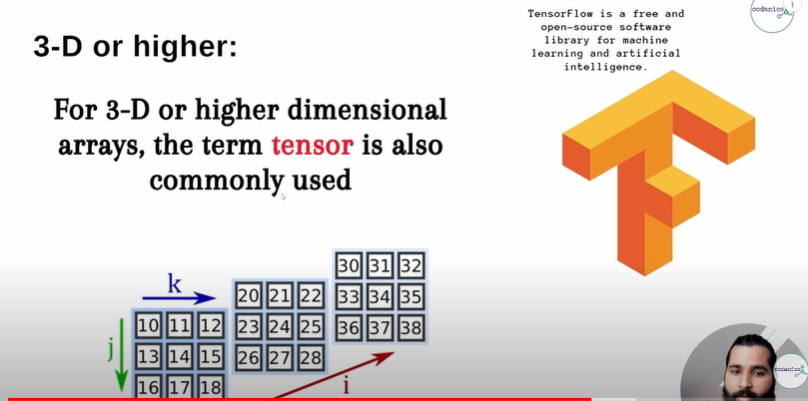 3-D or higher:
TensorFlow is a free and
open-source software
library for machine
learning and artificial
intelligence.
codanics
For 3-D or higher dimensional
arrays, the term tensor is also
commonly used
k
j
i
10 11 12
13 14 15
16 17 18
20 21 22
23 24 25
26 27 28
30 31 32
33 34 35
36 37 38
codanics